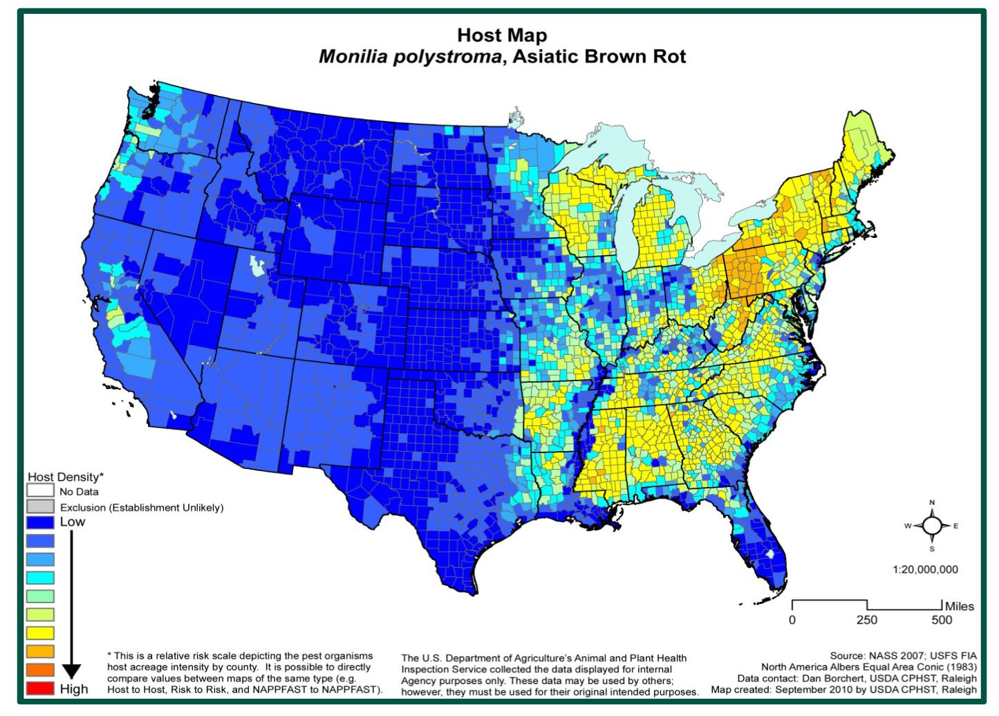 Host Map
Monilia polystroma, Asiatic Brown Rot
Host Density*
No Data
Exclusion (Establishment Unlikely)
Low
High
N
W E
S
1:20,000,000
Miles
0 250 500
* This is a relative risk scale depicting the pest organisms
host acreage intensity by county. It is possible to directly
compare values between maps of the same type (e.g.
Host to Host, Risk to Risk, and NAPPFAST to NAPPFAST).
The U.S. Department of Agriculture's Animal and Plant Health
Inspection Service collected the data displayed for internal
Agency purposes only. These data may be used by others;
however, they must be used for their original intended purposes.
Source: NASS 2007; USFS FIA
North America Albers Equal Area Conic (1983)
Data contact: Dan Borchert, USDA CPHST, Raleigh
Map created: September 2010 by USDA CPHST, Raleigh